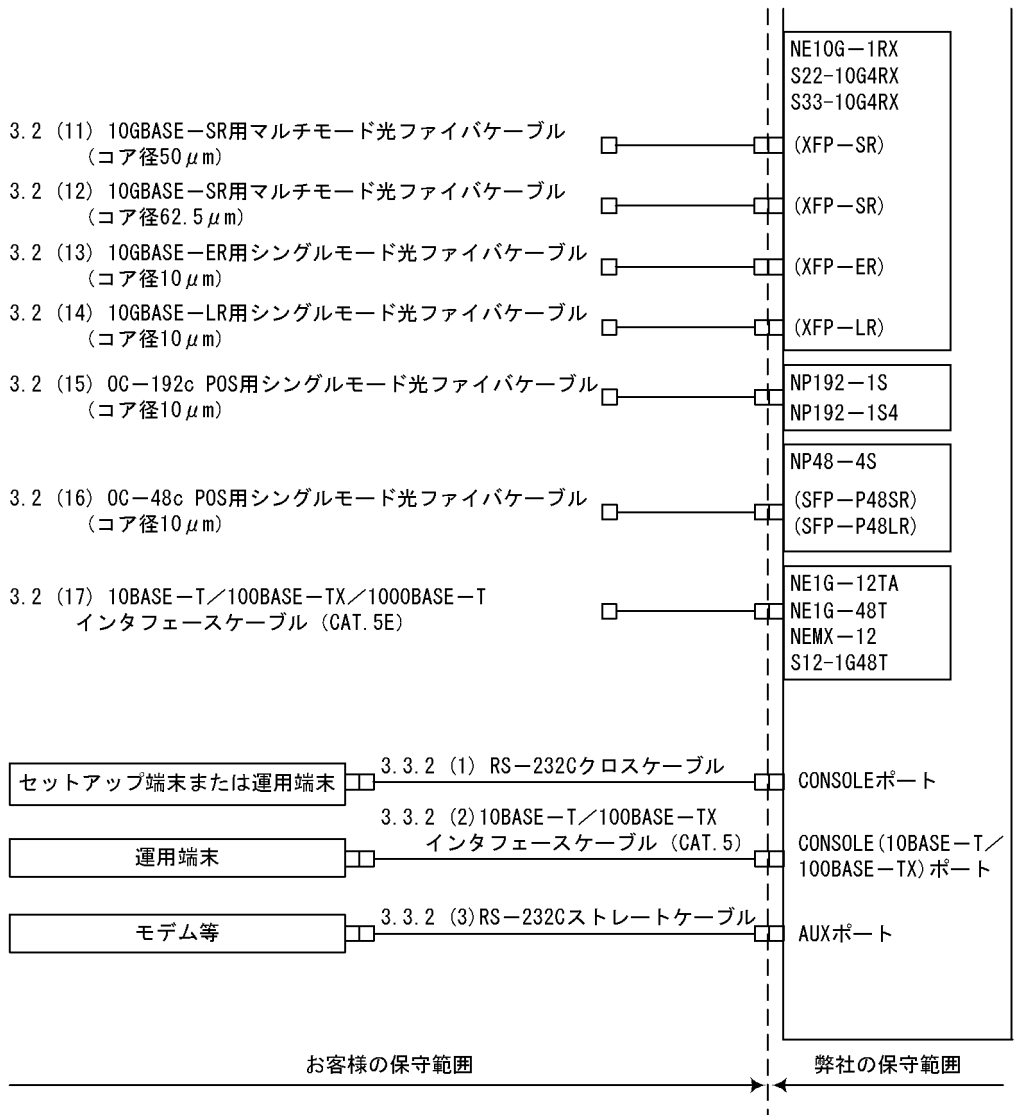 NE10G－1RX
S22-10G4RX
S33-10G4RX
3.2 (11) 10GBASE－SR用マルチモード光ファイバケーブル
(コア径50μm)
(XFP－SR)
3.2 (12) 10GBASE－SR用マルチモード光ファイバケーブル
(コア径62.5μm)
(XFP－SR)
3.2 (13) 10GBASE－ER用シングルモード光ファイバケーブル
(コア径10μm)
(XFP－ER)
3.2 (14) 10GBASE－LR用シングルモード光ファイバケーブル
(コア径10μm)
(XFP－LR)
3.2 (15) OC－192c POS用シングルモード光ファイバケーブル
(コア径10μm)
NP192－1S
NP192－1S4
3.2 (16) OC－48c POS用シングルモード光ファイバケーブル
(コア径10μm)
NP48－4S
(SFP－P48SR)
(SFP－P48LR)
3.2 (17) 10BASE－T／100BASE－TX／1000BASE－T
インタフェースケーブル (CAT.5E)
NE1G－12TA
NE1G－48T
NEMX－12
S12-1G48T
セットアップ端末または運用端末
3.3.2 (1) RS－232Cクロスケーブル
CONSOLEポート
運用端末
3.3.2 (2)10BASE－T／100BASE－TX
インタフェースケーブル (CAT.5)
CONSOLE(10BASE－T／
100BASE－TX)ポート
モデム等
3.3.2 (3)RS－232Cストレートケーブル
AUXポート
お客様の保守範囲
弊社の保守範囲